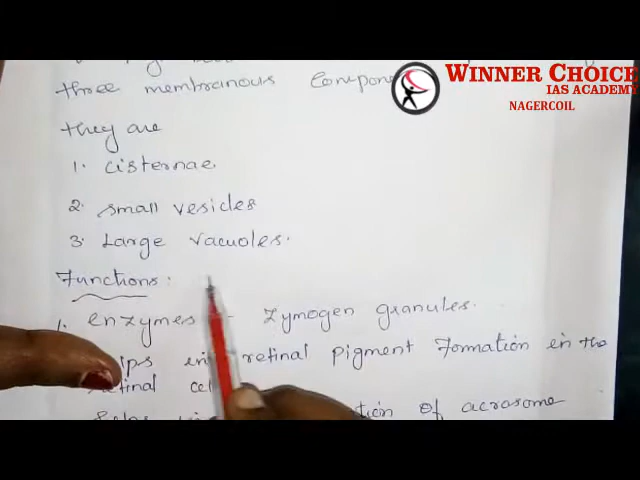 WINNER CHOICE
IAS ACADEMY
NAGERCOIL
three membranous
they are
1. cisternae
2. small vesicles
3. Large vacuoles.
Functions:
1. enzymes - zymogen granules.
retinal pigment Formation in the
retinal
of acrosome